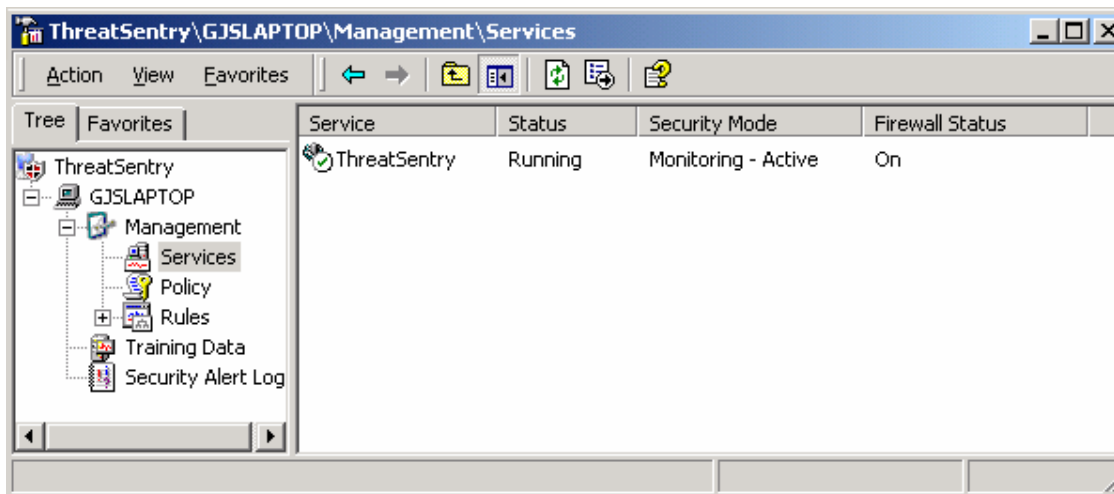 ThreatSentry\GJSLAPTOP\Management\Services
Action View Favorites
Tree Favorites
Service Status Security Mode Firewall Status
ThreatSentry Running Monitoring - Active On
ThreatSentry
GJSLAPTOP
Management
Services
Policy
Rules
Training Data
Security Alert Log